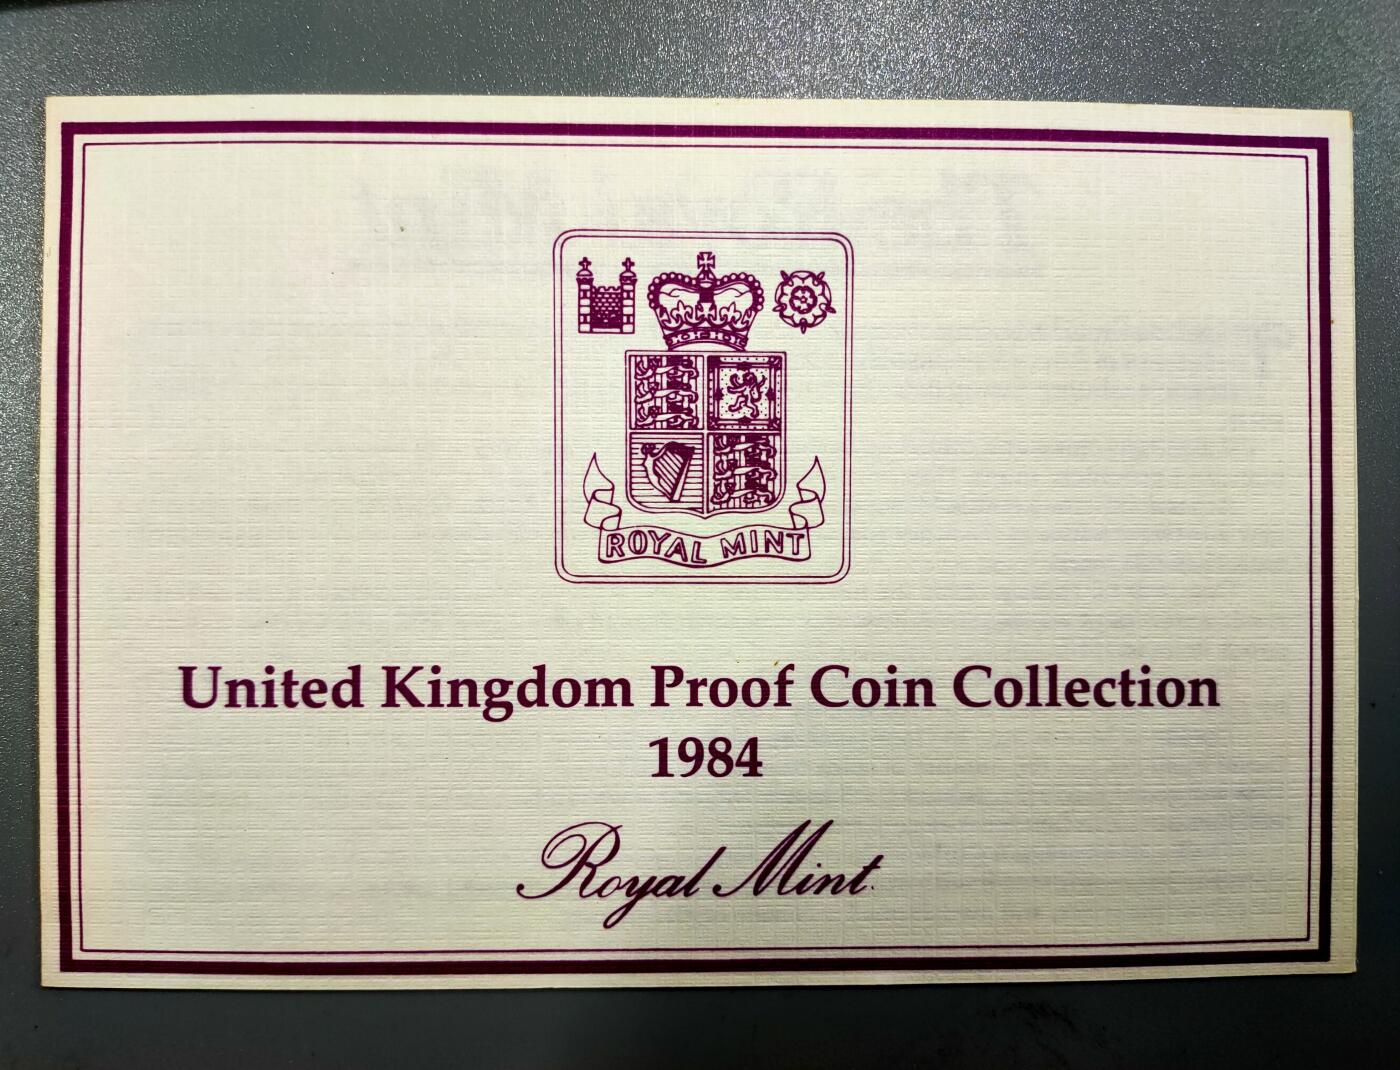 ROYAL MINT
United Kingdom Proof Coin Collection
1984
Royal Mint